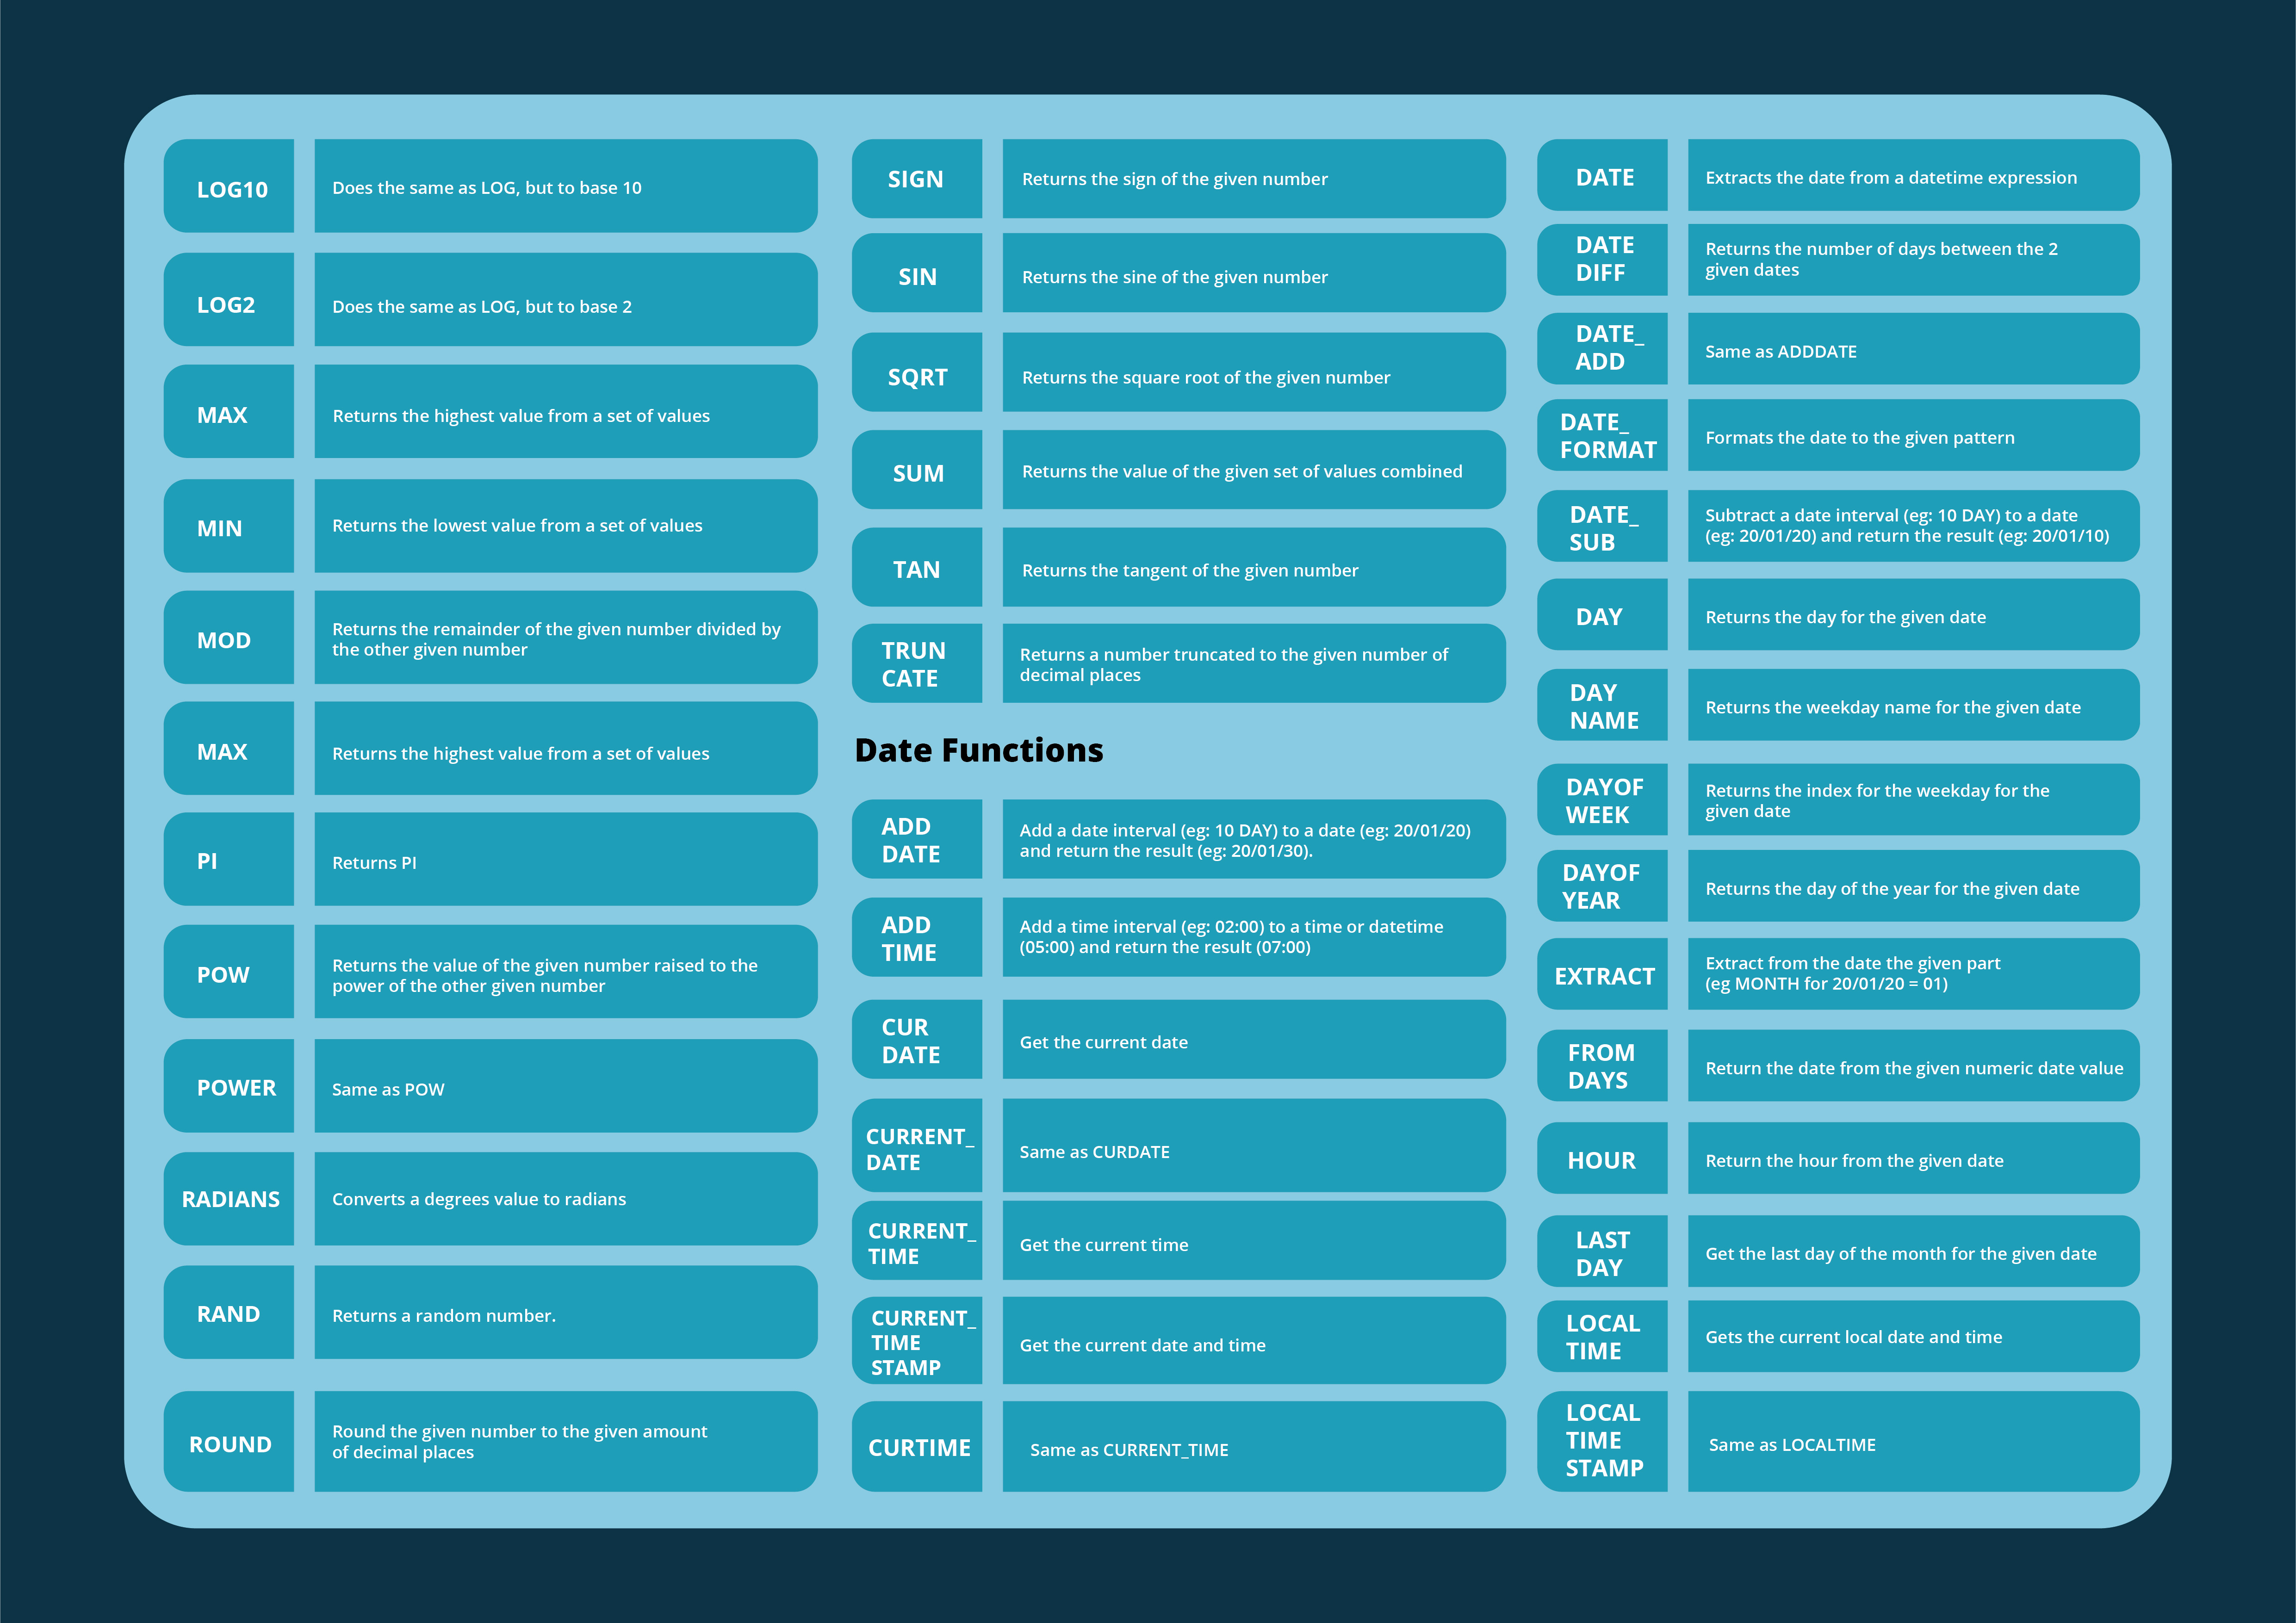 LOG10
Does the same as LOG, but to base 10
LOG2
Does the same as LOG, but to base 2
MAX
Returns the highest value from a set of values
MIN
Returns the lowest value from a set of values
MOD
Returns the remainder of the given number divided by
the other given number
MAX
Returns the highest value from a set of values
PI
Returns PI
POW
Returns the value of the given number raised to the
power of the other given number
POWER
Same as POW
RADIANS
Converts a degrees value to radians
RAND
Returns a random number.
ROUND
Round the given number to the given amount
of decimal places
SIGN
Returns the sign of the given number
SIN
Returns the sine of the given number
SQRT
Returns the square root of the given number
SUM
Returns the value of the given set of values combined
TAN
Returns the tangent of the given number
TRUN
CATE
Returns a number truncated to the given number of
decimal places
Date Functions
ADD
DATE
Add a date interval (eg: 10 DAY) to a date (eg: 20/01/20)
and return the result (eg: 20/01/30).
ADD
TIME
Add a time interval (eg: 02:00) to a time or datetime
(05:00) and return the result (07:00)
CUR
DATE
Get the current date
CURRENT_
DATE
Same as CURDATE
CURRENT_
TIME
Get the current time
CURRENT_
TIME
STAMP
Get the current date and time
CURTIME
Same as CURRENT_TIME
DATE
Extracts the date from a datetime expression
DATE
DIFF
Returns the number of days between the 2
given dates
DATE_
ADD
Same as ADDDATE
DATE_
FORMAT
Formats the date to the given pattern
DATE_
SUB
Subtract a date interval (eg: 10 DAY) to a date
(eg: 20/01/20) and return the result (eg: 20/01/10)
DAY
Returns the day for the given date
DAY
NAME
Returns the weekday name for the given date
DAYOF
WEEK
Returns the index for the weekday for the
given date
DAYOF
YEAR
Returns the day of the year for the given date
EXTRACT
Extract from the date the given part
(eg MONTH for 20/01/20 = 01)
FROM
DAYS
Return the date from the given numeric date value
HOUR
Return the hour from the given date
LAST
DAY
Get the last day of the month for the given date
LOCAL
TIME
Gets the current local date and time
LOCAL
TIME
STAMP
Same as LOCALTIME